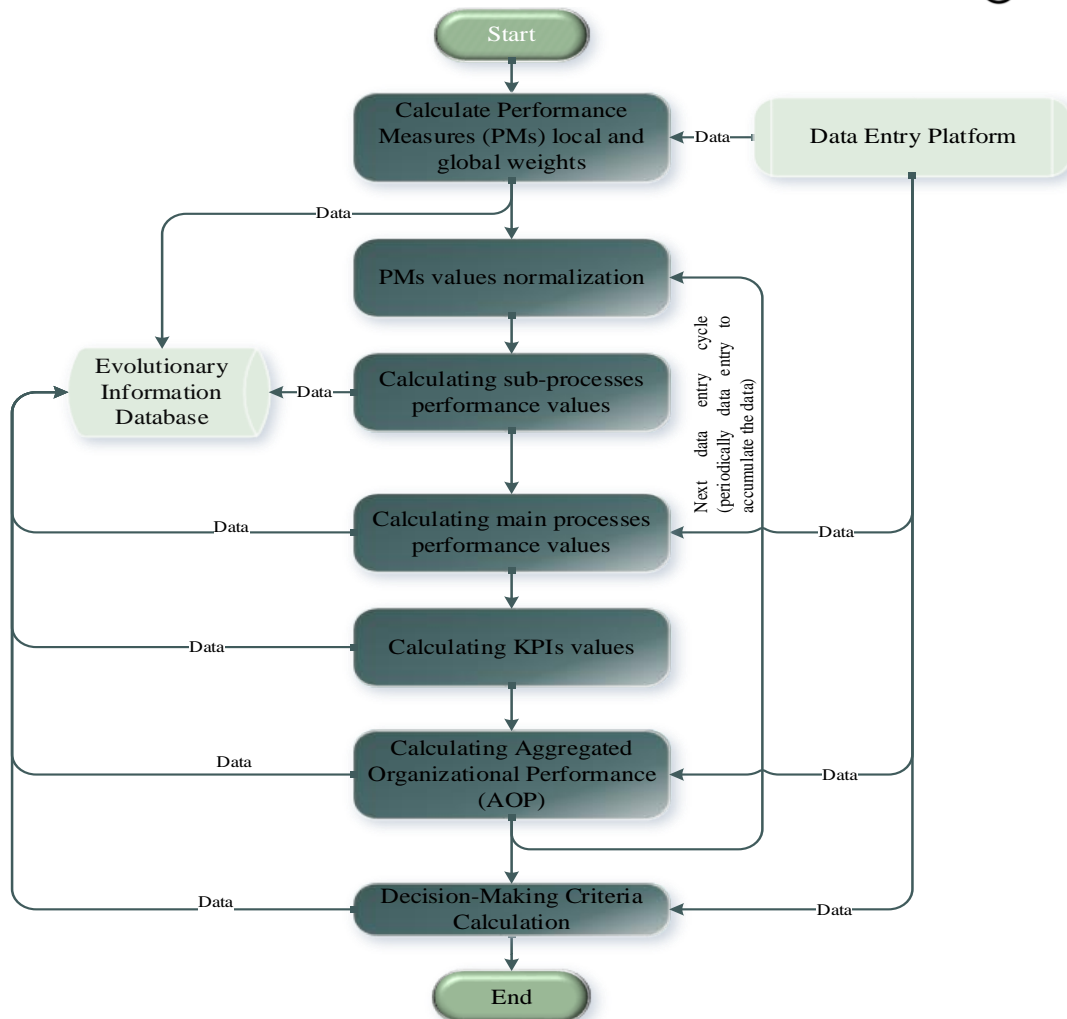 Start
Calculate Performance
Measures (PMs) local and
global weights
Data
Data Entry Platform
Data
PMs values normalization
Next data entry cycle
(periodically data entry to
accumulate the data)
Evolutionary
Information
Database
Data
Calculating sub-processes
performance values
Data
Calculating main processes
performance values
Data
Data
Calculating KPIs values
Data
Calculating Aggregated
Organizational Performance
(AOP)
Data
Data
Decision-Making Criteria
Calculation
Data
End